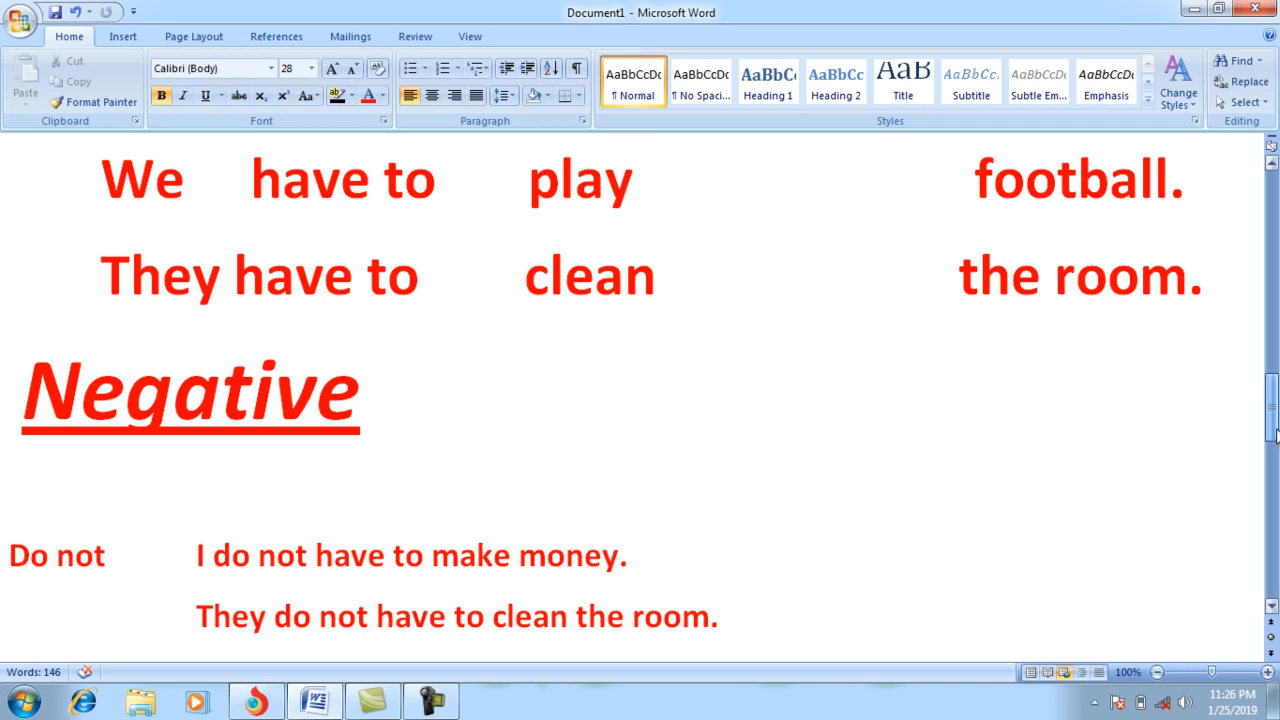 Document1 - Microsoft Word
Home Insert Page Layout References Mailings Review View
Paste
Cut
Copy
Format Painter
Clipboard
Calibri (Body) 28
B I U abc X₂ X² Aa
Font
Paragraph
AaBbCcDc AaBbCcDc AaBbC AaBbCc AaB AaBbCc. AaBbCcDc AaBbCcDc
¶ Normal ¶ No Spaci... Heading 1 Heading 2 Title Subtitle Subtle Em... Emphasis
Styles
Change Styles
Find
Replace
Select
Editing
We have to play football.
They have to clean the room.
Negative
Do not I do not have to make money.
They do not have to clean the room.
Words: 146
100%
11:26 PM
1/25/2019